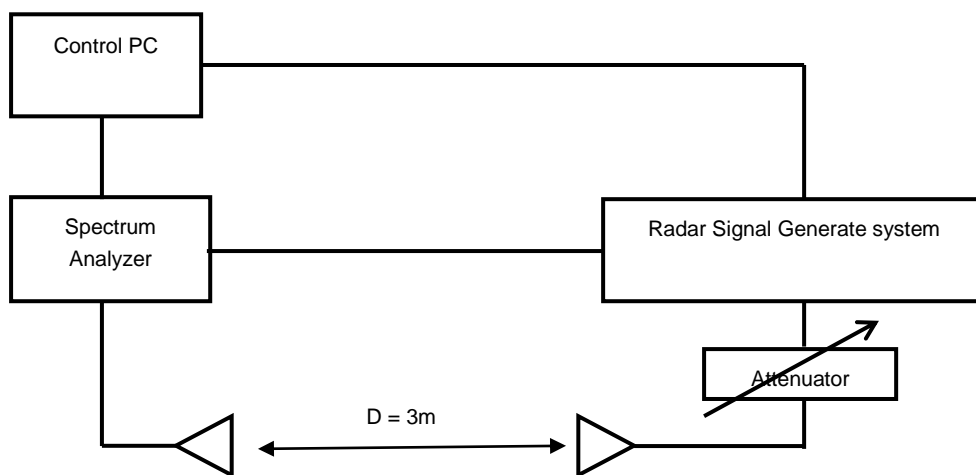 Control PC
Spectrum
Analyzer
Radar Signal Generate system
Attenuator
D = 3m